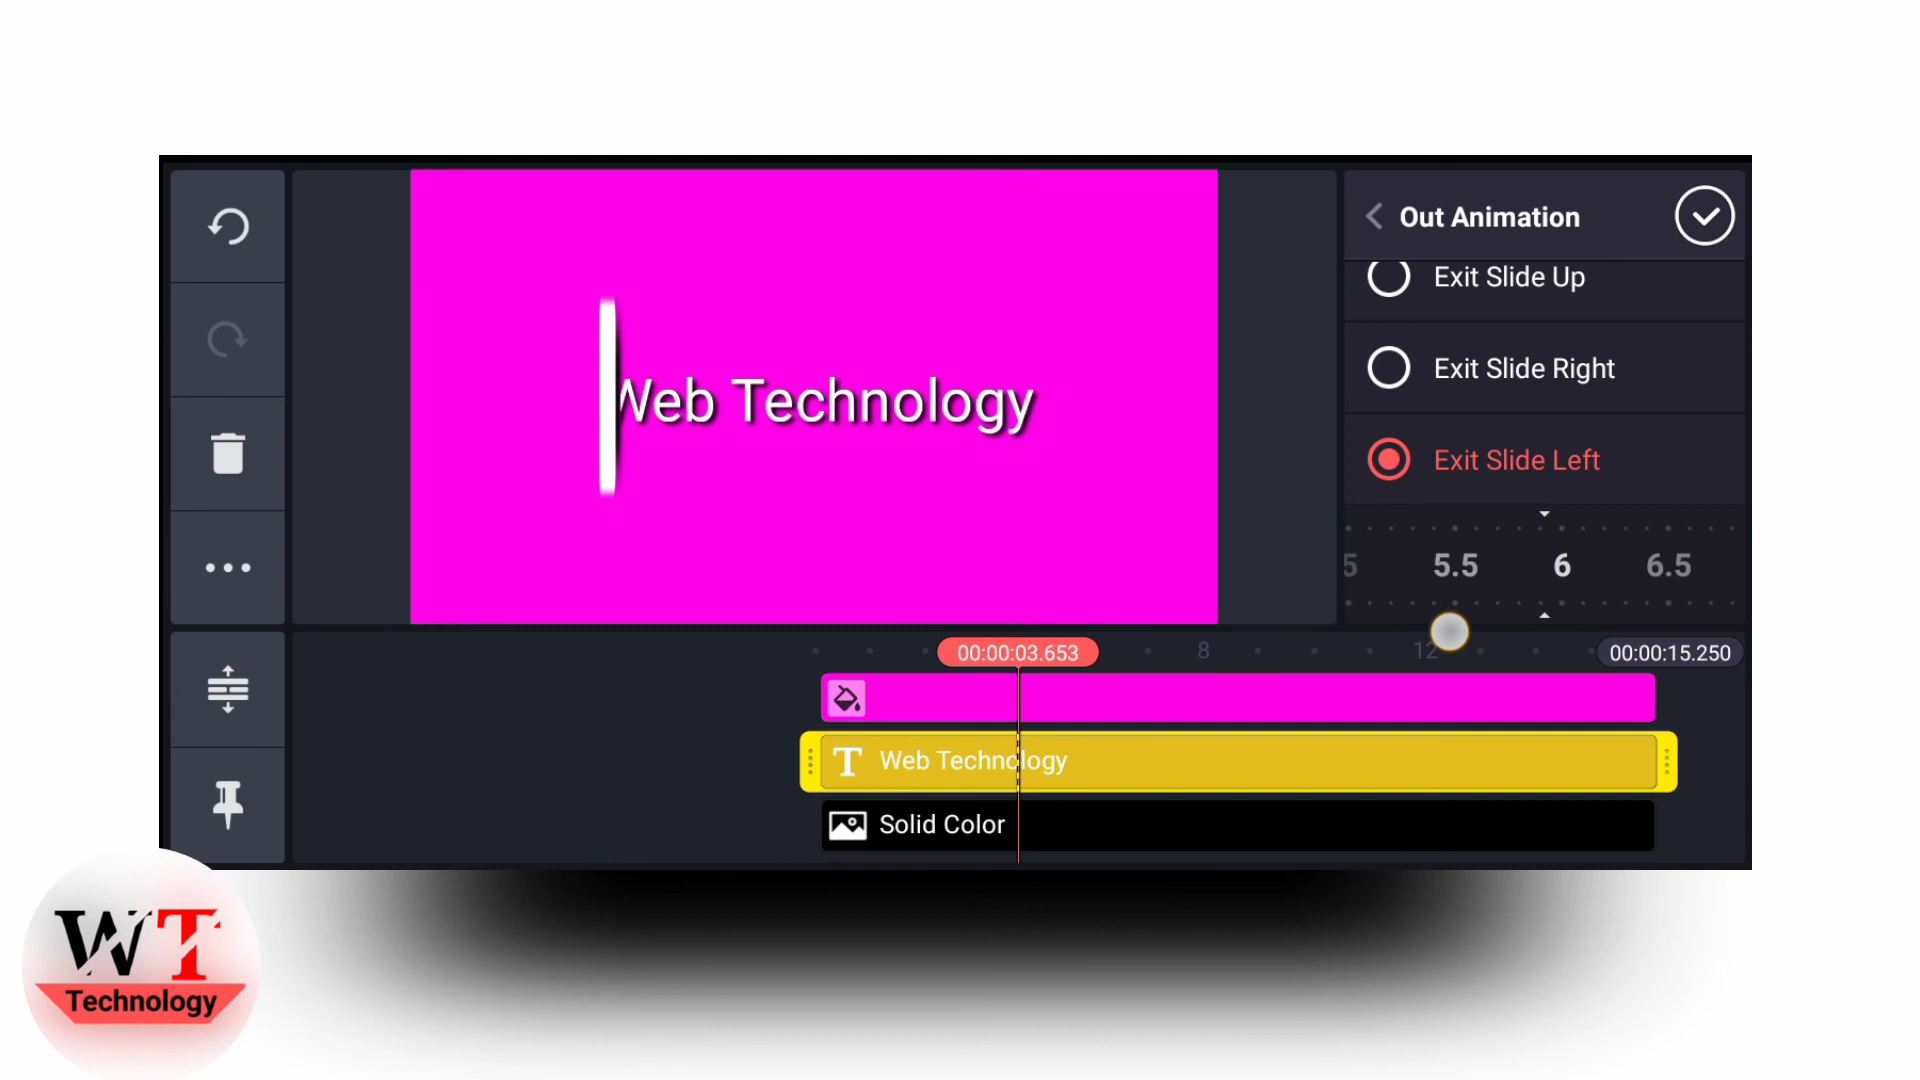 Out Animation
Exit Slide Up
Exit Slide Right
Exit Slide Left
Web Technology
5 5.5 6 6.5
00:00:03.653 8 12 00:00:15.250
T Web Technology
Solid Color
WT
Technology